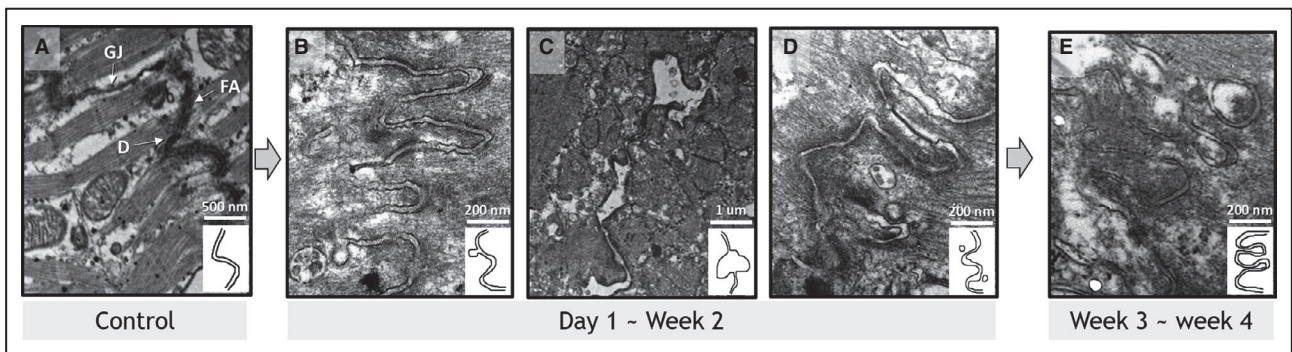 A
GJ
FA
D
500 nm
B
200 nm
C
1 um
D
200 nm
E
200 nm
Control
Day 1 ~ Week 2
Week 3 ~ week 4